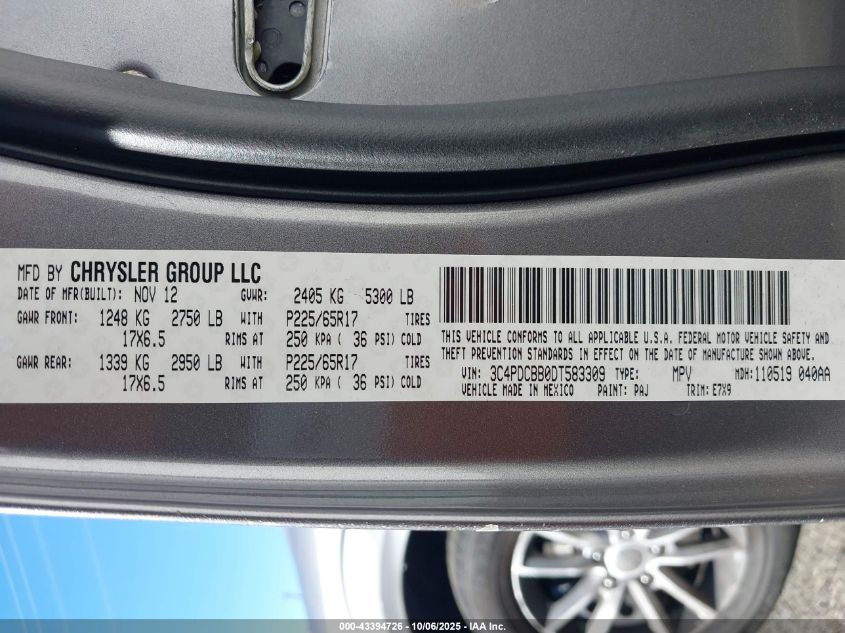 MFD BY CHRYSLER GROUP LLC
DATE OF MFR(BUILT): NOV 12 GVWR: 2405 KG 5300 LB
GAWR FRONT: 1248 KG 2750 LB WITH P225/65R17 TIRES
17X6.5 RIMS AT 250 KPA ( 36 PSI) COLD
GAWR REAR: 1339 KG 2950 LB WITH P225/65R17 TIRES
17X6.5 RIMS AT 250 KPA ( 36 PSI) COLD
THIS VEHICLE CONFORMS TO ALL APPLICABLE U.S.A. FEDERAL MOTOR VEHICLE SAFETY AND
THEFT PREVENTION STANDARDS IN EFFECT ON THE DATE OF MANUFACTURE SHOWN ABOVE.
VIN: 3C4PDCBB0DT583309 TYPE: MPV MDH: 110519 040AA
VEHICLE MADE IN MEXICO PAINT: PAJ TRIM: E7X9
000-43394726 - 10/06/2025 - IAA Inc.